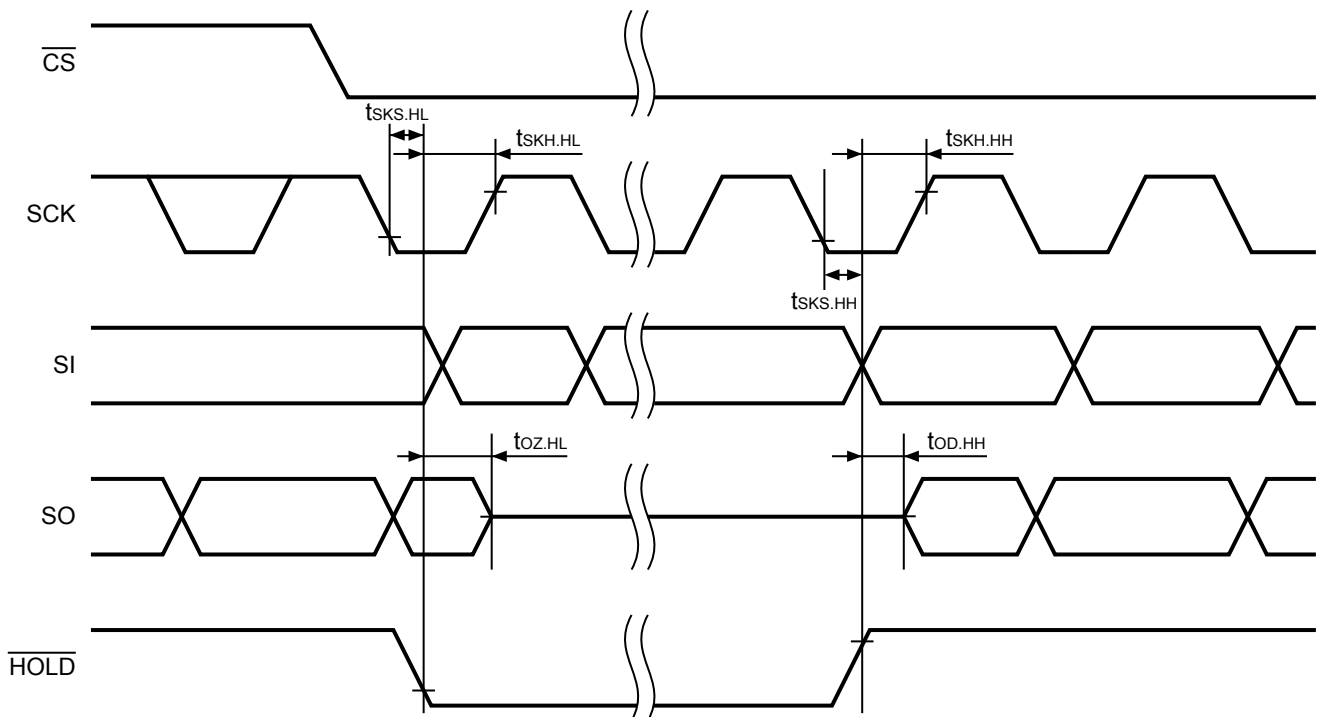 CS
tSKS.HL
tSKH.HL
tSKH.HH
SCK
tSKS.HH
SI
tOZ.HL
tOD.HH
SO
HOLD